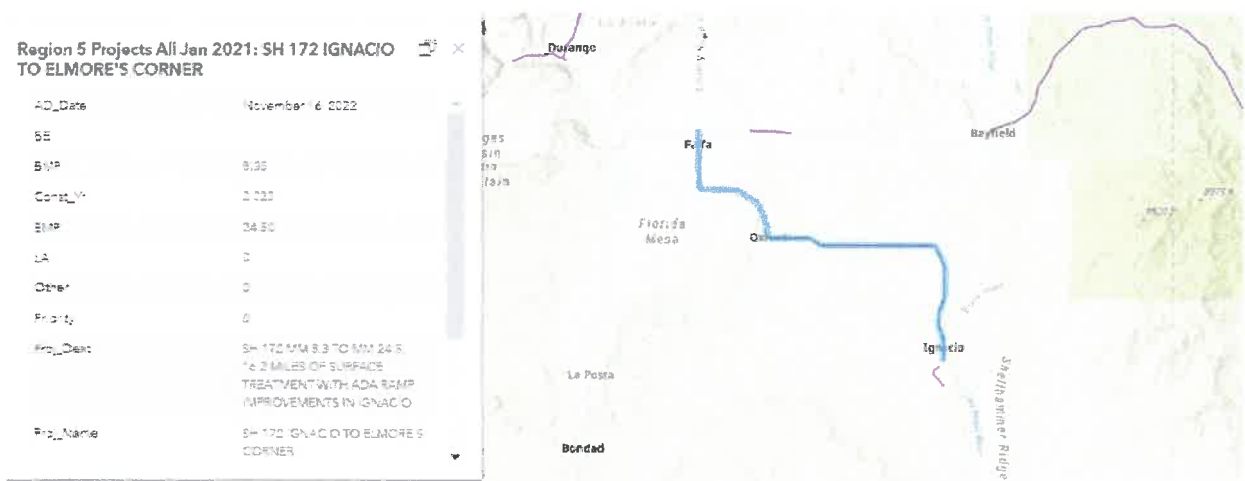 Region 5 Projects All Jan 2021: SH 172 IGNACIO
TO ELMORE'S CORNER
AD_Date November 16, 2022
BE
BMP
Const_Yr
EMP 24.50
LA 0
Other 0
Priority 0
Proj_Desc SH 172 MM 8.3 TO MM 24.5
16.2 MILES OF SURFACE
TREATMENT WITH ADA RAMP
IMPROVEMENTS IN IGNACIO
Proj_Name SH 172 IGNACIO TO ELMORE'S
CORNER
Durango
Bayfield
Falfa
Florida
Mesa
Ignacio
La Posta
Shellhammer Ridge
Bondad